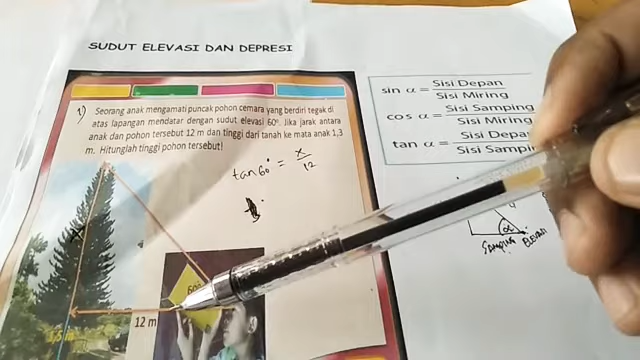 SUDUT ELEVASI DAN DEPRESI
1) Seorang anak mengamati puncak pohon cemara yang berdiri tegak di
atas lapangan mendatar dengan sudut elevasi 60°. Jika jarak antara
anak dan pohon tersebut 12 m dan tinggi dari tanah ke mata anak 1,3
m. Hitunglah tinggi pohon tersebut!
tan 60° = x
12
x
60°
12 m
sin α = Sisi Depan
Sisi Miring
cos α = Sisi Samping
Sisi Miring
tan α = Sisi Depa
Sisi Sampi
α
SAMPING